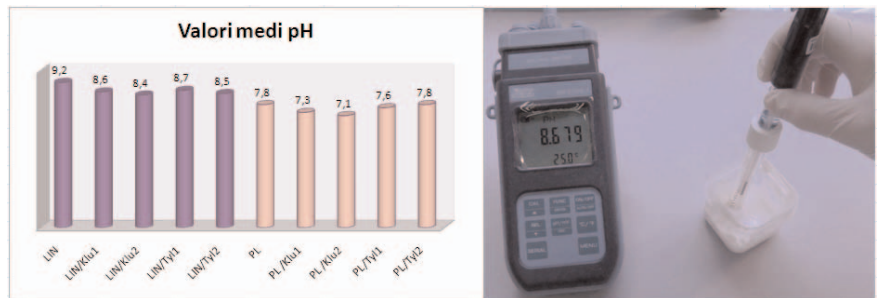 Valori medi pH
9,2
8,6
8,4
8,7
8,5
7,8
7,3
7,1
7,6
7,8
LIN
LIN/Klu1
LIN/Klu2
LIN/Tyl1
LIN/Tyl2
PL
PL /Klu1
PL /Klu2
PL/Tyl1
PL/Tyl2
8.679
25.0°
MENU